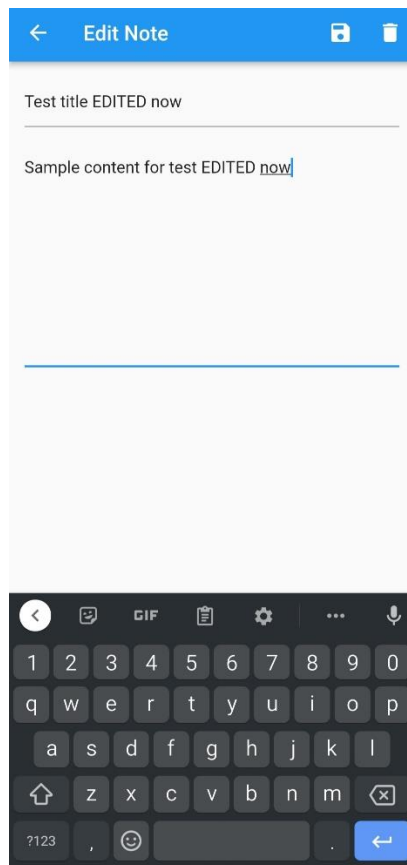 Edit Note
Test title EDITED now
Sample content for test EDITED now
GIF
1 2 3 4 5 6 7 8 9 0
q w e r t y u i o p
a s d f g h j k l
z x c v b n m
?123 , .